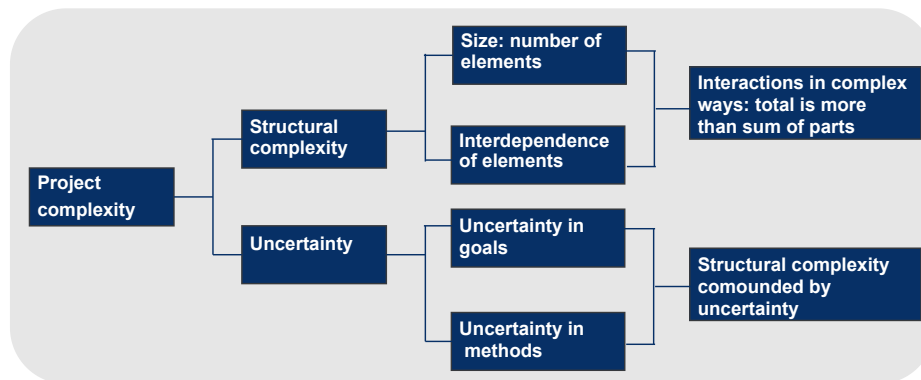 Project
complexity
Structural
complexity
Uncertainty
Size: number of
elements
Interdependence
of elements
Uncertainty in
goals
Uncertainty in
methods
Interactions in complex
ways: total is more
than sum of parts
Structural complexity
comounded by
uncertainty